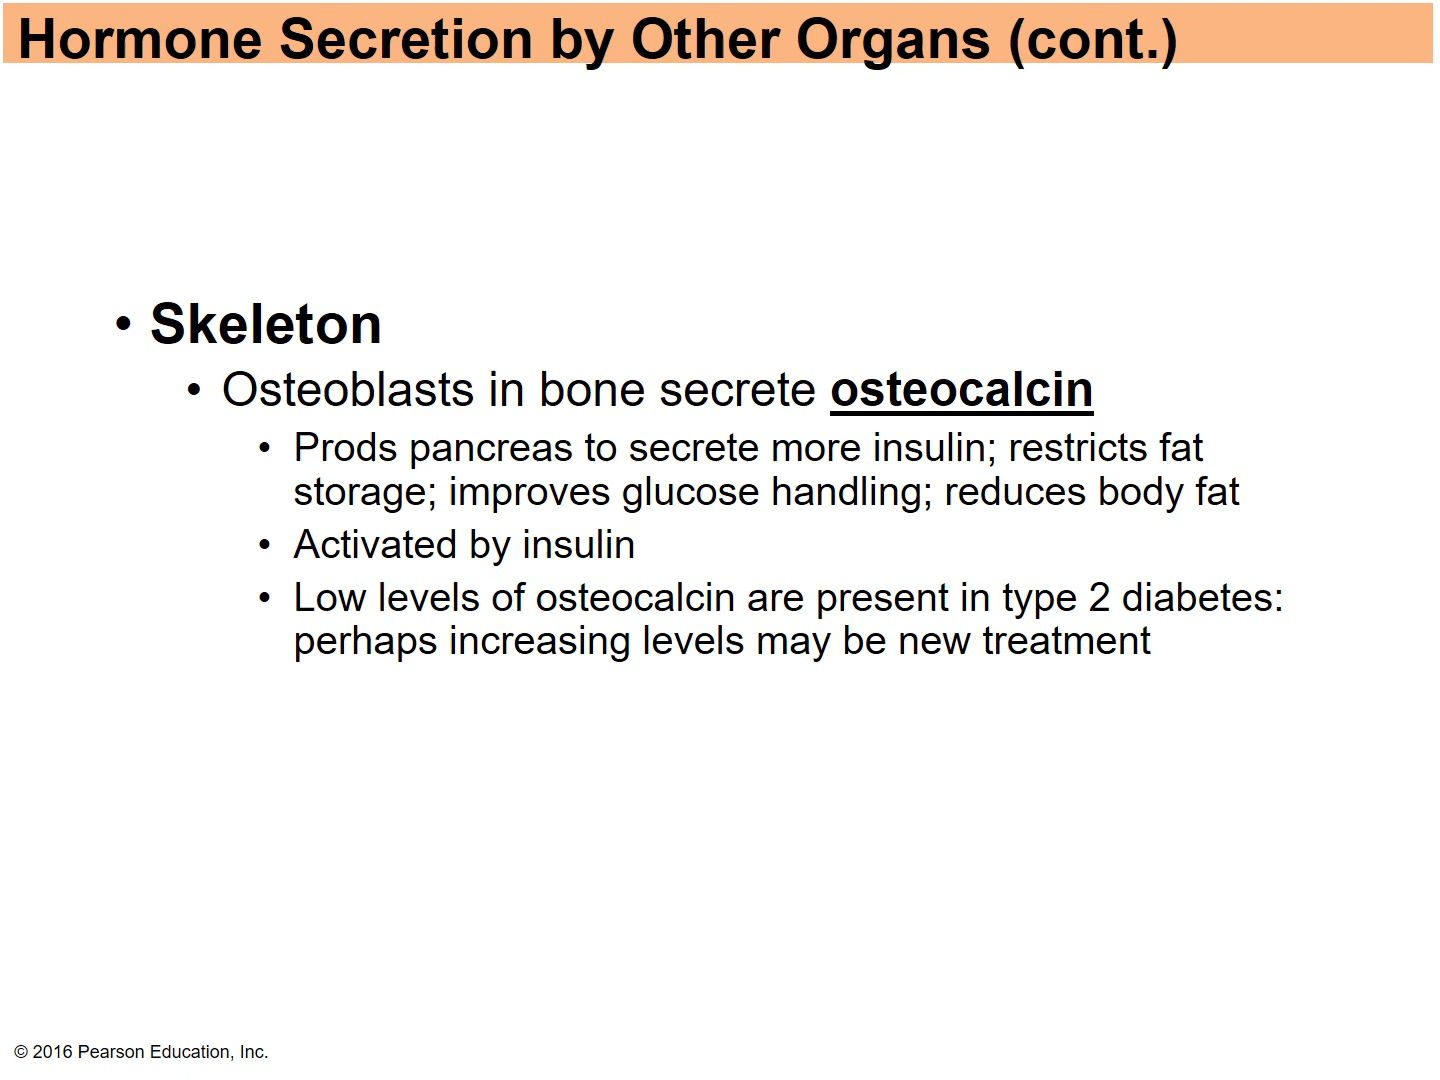 Hormone Secretion by Other Organs (cont.)
• Skeleton
• Osteoblasts in bone secrete osteocalcin
• Prods pancreas to secrete more insulin; restricts fat
storage; improves glucose handling; reduces body fat
• Activated by insulin
• Low levels of osteocalcin are present in type 2 diabetes:
perhaps increasing levels may be new treatment
© 2016 Pearson Education, Inc.